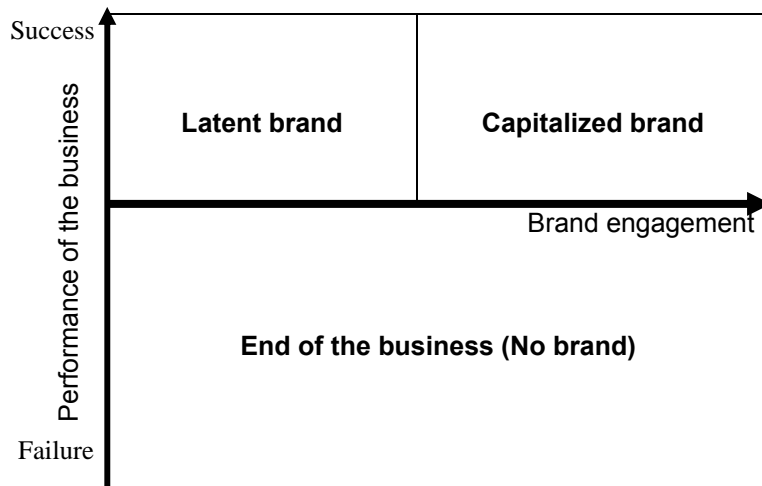 Success
Performance of the business
Latent brand
Capitalized brand
Brand engagement
End of the business (No brand)
Failure